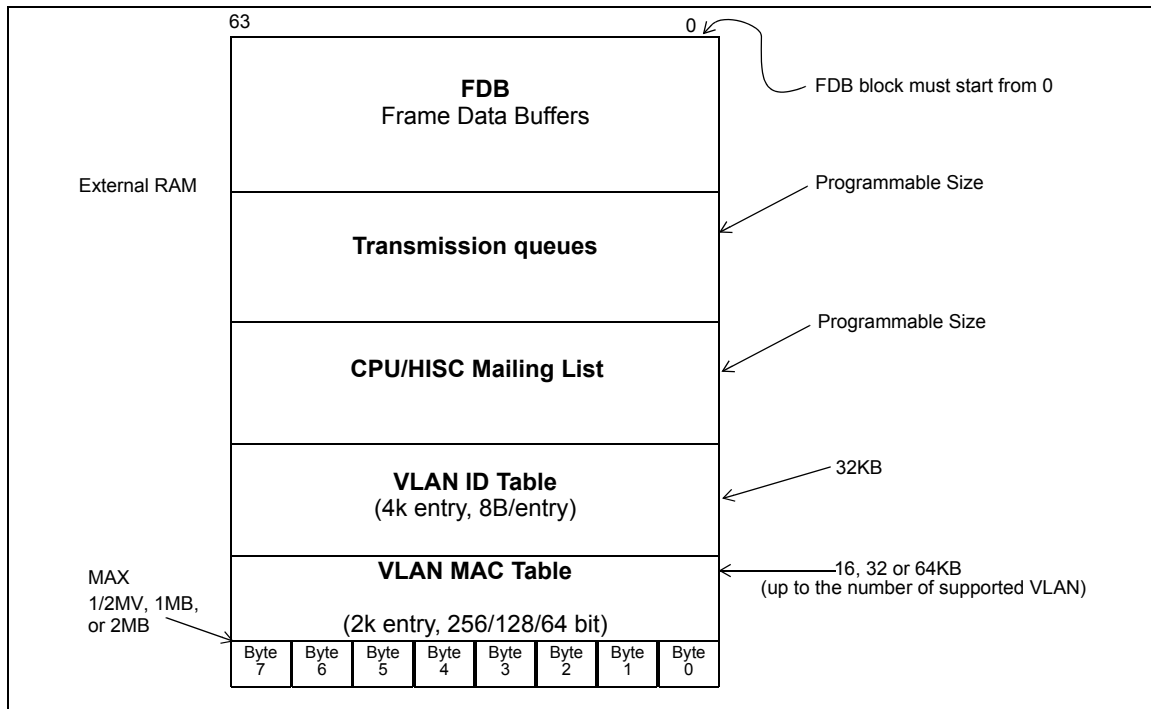 63
0
FDB
Frame Data Buffers
FDB block must start from 0
External RAM
Programmable Size
Transmission queues
Programmable Size
CPU/HISC Mailing List
32KB
VLAN ID Table
(4k entry, 8B/entry)
MAX
1/2MV, 1MB,
or 2MB
VLAN MAC Table
(2k entry, 256/128/64 bit)
16, 32 or 64KB
(up to the number of supported VLAN)
Byte
7
Byte
6
Byte
5
Byte
4
Byte
3
Byte
2
Byte
1
Byte
0